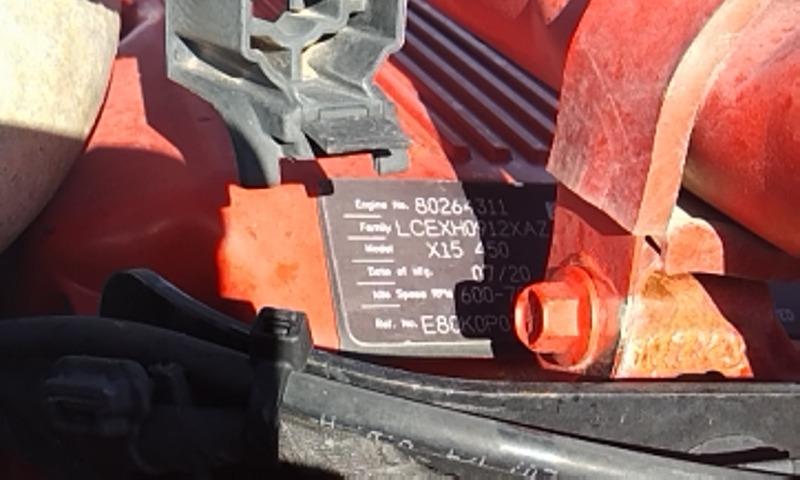 Engine No. 80264311
Family LCEXH0912XAZ
Model X15 450
Date of Mfg. 07/20
Idle Speed RPM 600-7
Ref. No. E80K0P0